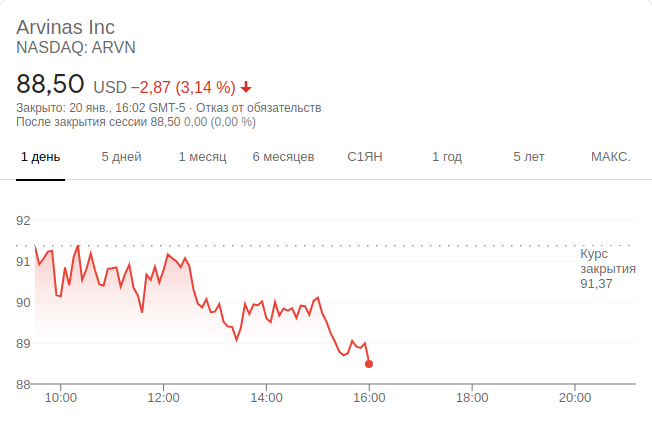 Arvinas Inc
NASDAQ: ARVN
88,50 USD −2,87 (3,14 %)
Закрыто: 20 янв., 16:02 GMT-5 · Отказ от обязательств
После закрытия сессии 88,50 0,00 (0,00 %)
1 день 5 дней 1 месяц 6 месяцев С1ЯН 1 год 5 лет МАКС.
92
91
90
89
88
Курс
закрытия
91,37
10:00 12:00 14:00 16:00 18:00 20:00